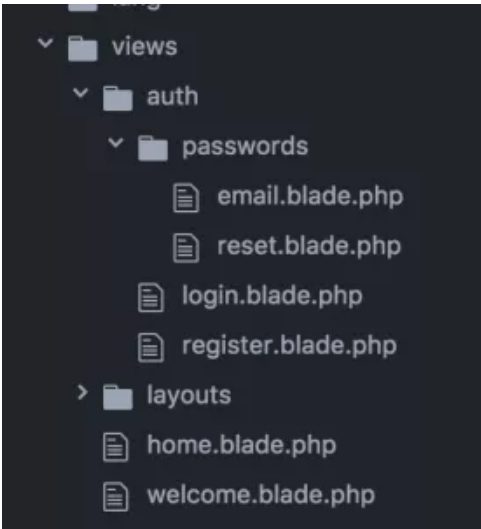 views
auth
passwords
email.blade.php
reset.blade.php
login.blade.php
register.blade.php
layouts
home.blade.php
welcome.blade.php